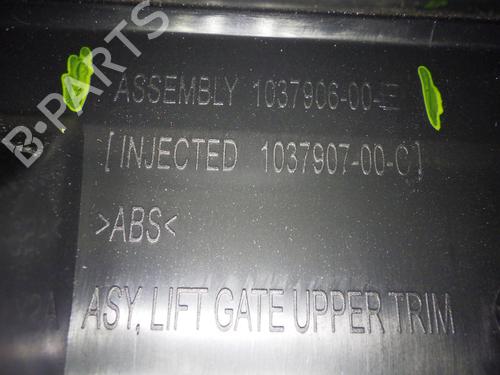 B-PARTS
ASSEMBLY 1037906-00-E
[INJECTED 1037907-00-C]
>ABS<
ASY, LIFT GATE UPPER TRIM